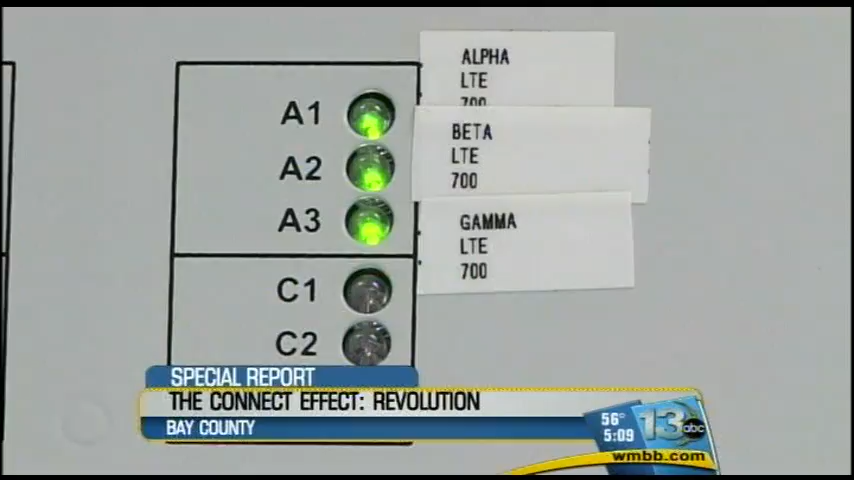 ALPHA
LTE
700
A1
BETA
LTE
700
A2
GAMMA
LTE
700
A3
C1
C2
SPECIAL REPORT
THE CONNECT EFFECT: REVOLUTION
BAY COUNTY
56°
5:09
13 abc
wmbb.com